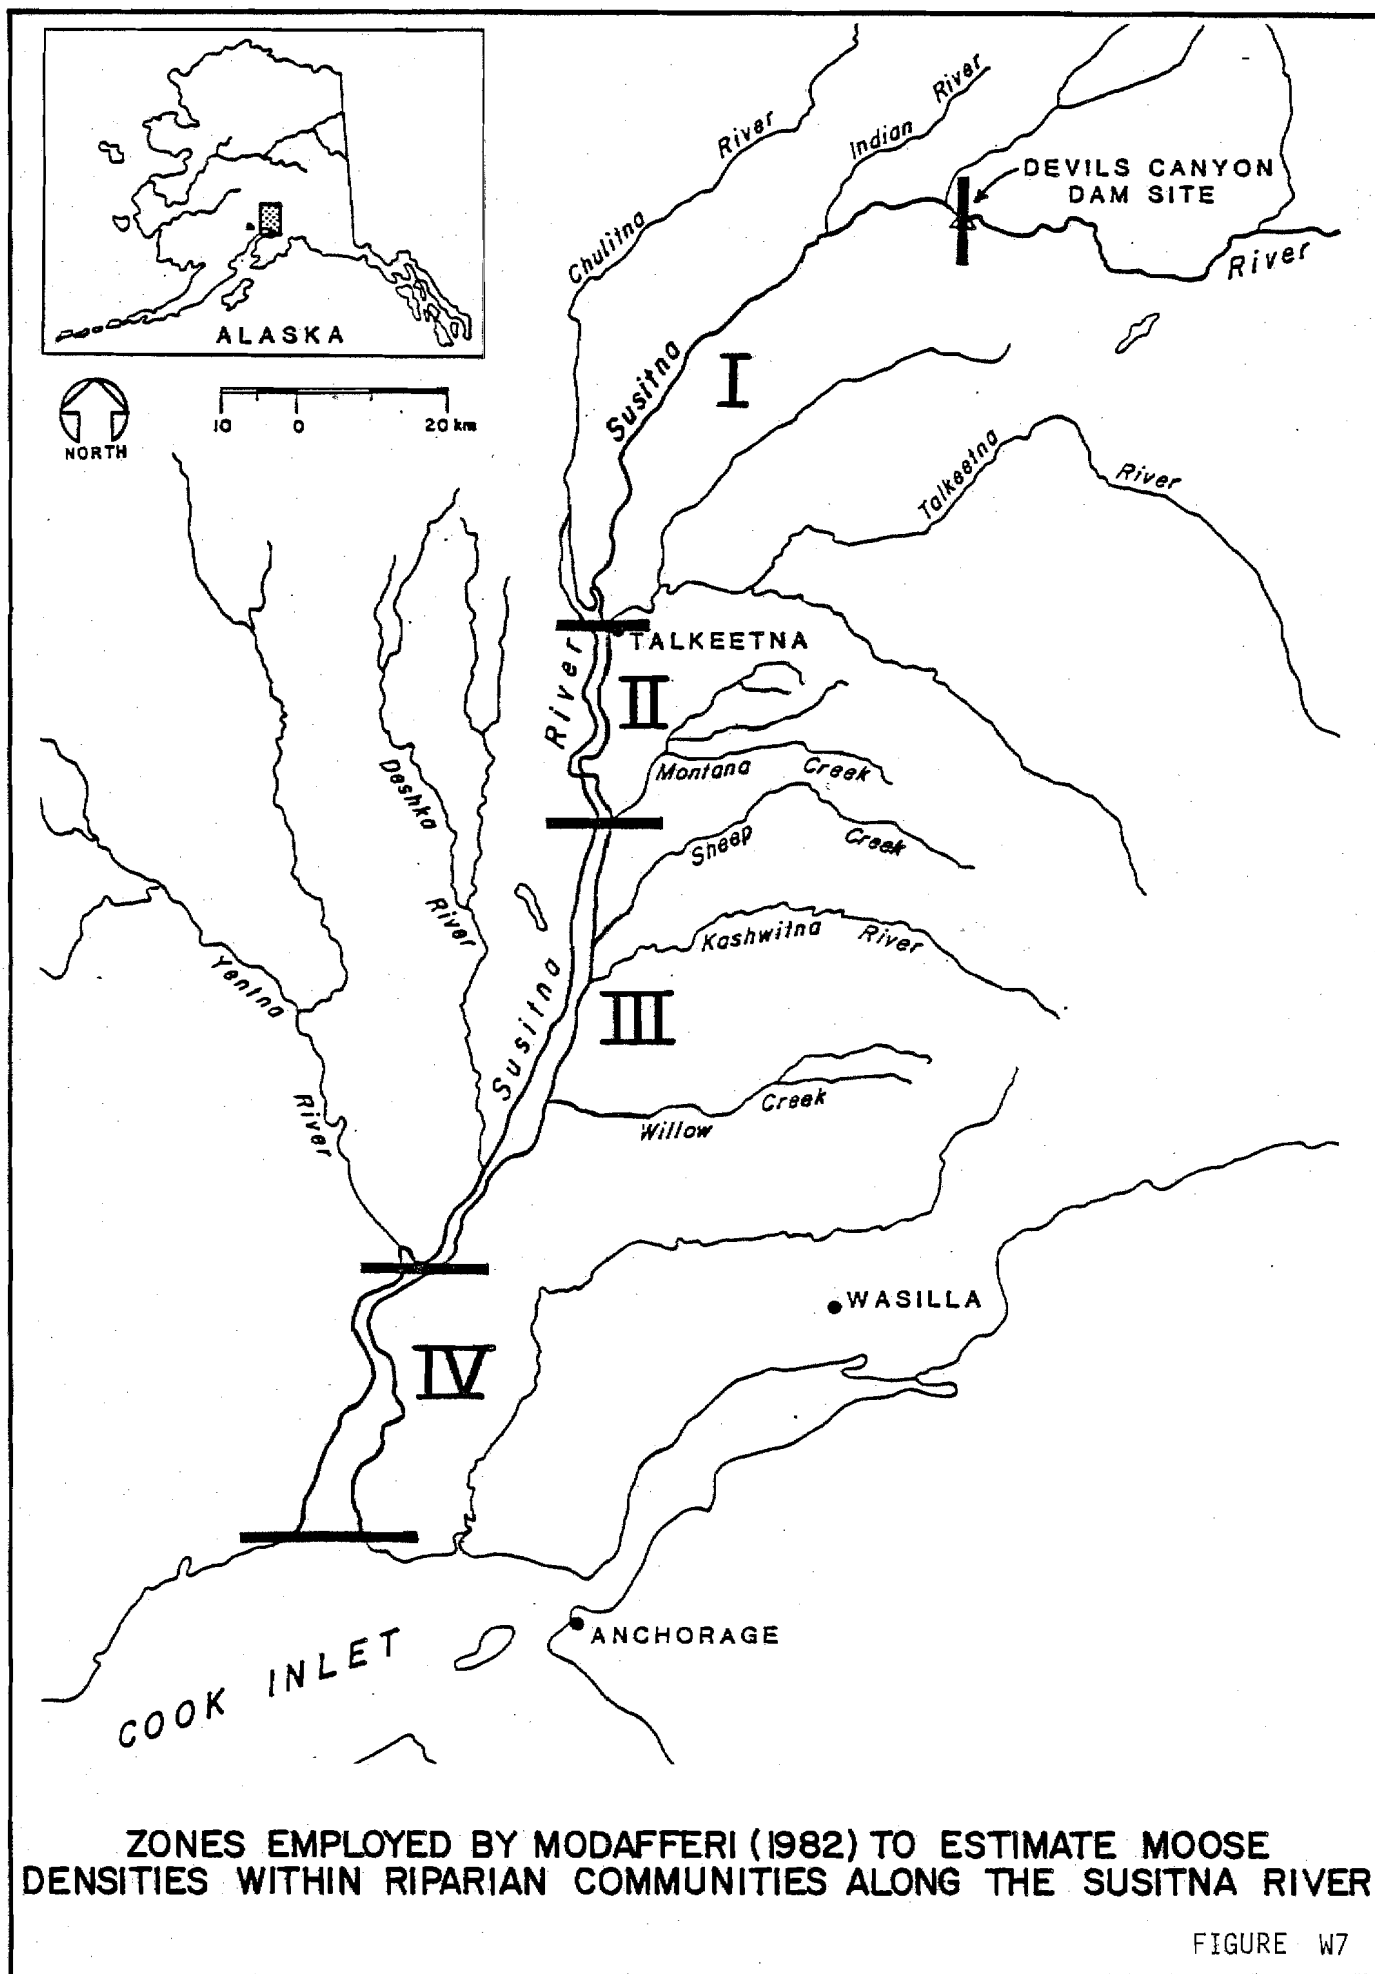 ALASKA
NORTH
10 0 20 km
Chulitna River
Indian River
DEVILS CANYON
DAM SITE
River
Susitna
I
Talkeetna River
TALKEETNA
River
II
Montana Creek
Deshka River
Sheep Creek
Kashwitna River
Yentna River
Susitna
III
Willow Creek
WASILLA
IV
ANCHORAGE
COOK INLET
ZONES EMPLOYED BY MODAFFERI (1982) TO ESTIMATE MOOSE
DENSITIES WITHIN RIPARIAN COMMUNITIES ALONG THE SUSITNA RIVER
FIGURE W7